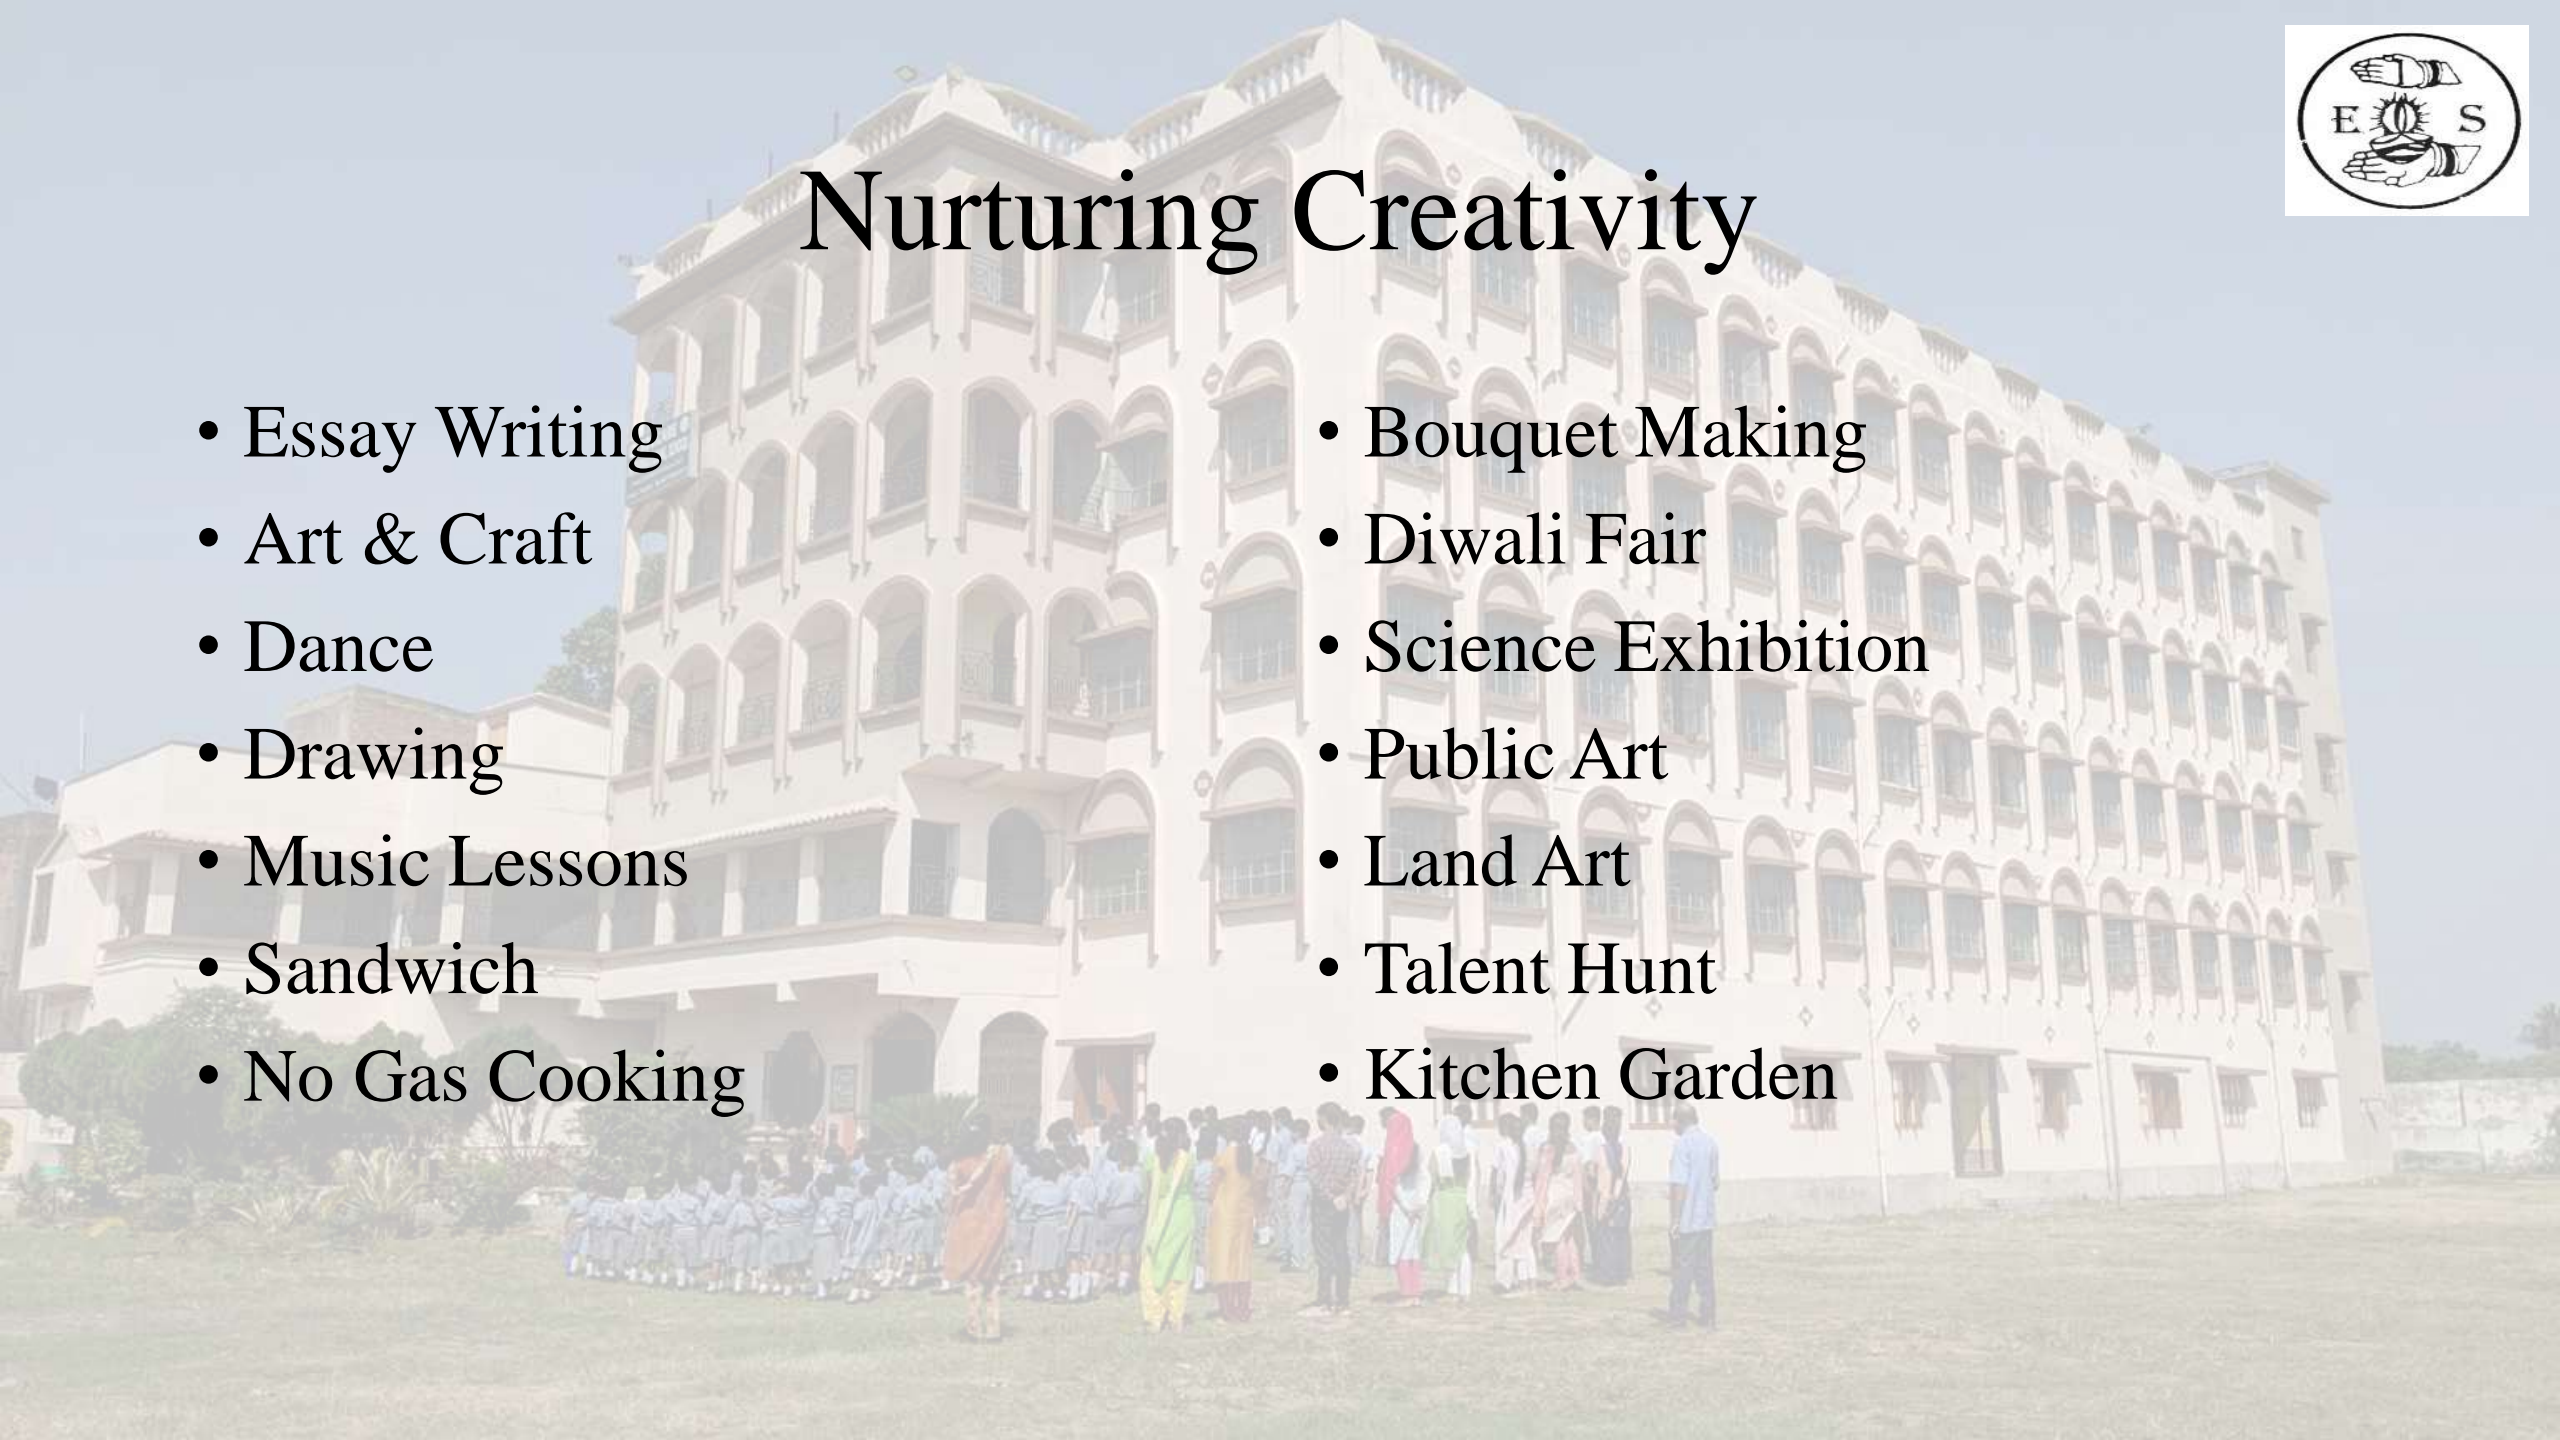 E S
Nurturing Creativity
• Essay Writing
• Art & Craft
• Dance
• Drawing
• Music Lessons
• Sandwich
• No Gas Cooking
• Bouquet Making
• Diwali Fair
• Science Exhibition
• Public Art
• Land Art
• Talent Hunt
• Kitchen Garden